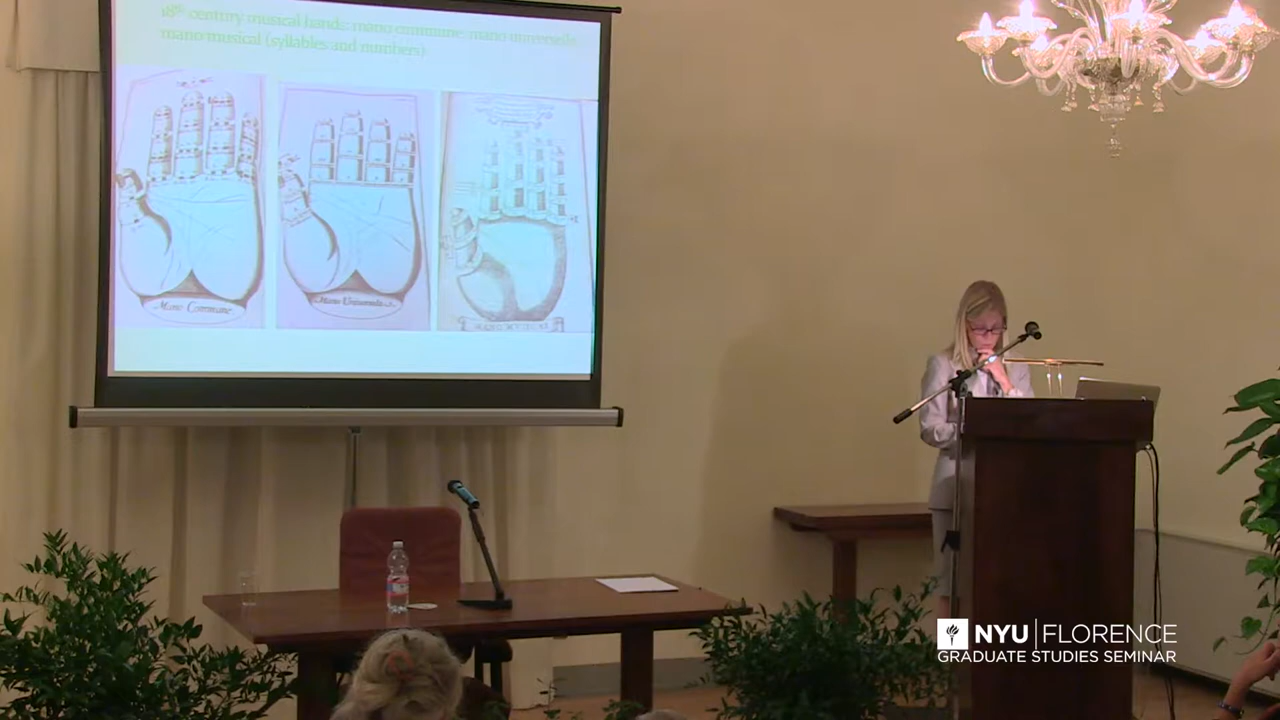 18th century musical hands: mano commune; mano universile;
mano musical (syllables and numbers)
Mano Commune
Mano Universale
NYU FLORENCE
GRADUATE STUDIES SEMINAR